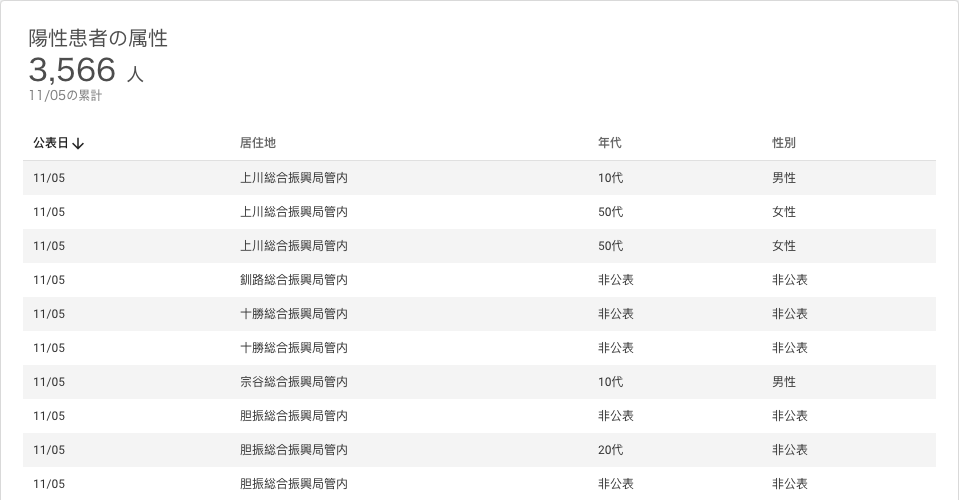 陽性患者の属性
3,566 人
11/05の累計
公表日↓ 居住地 年代 性別
11/05 上川総合振興局管内 10代 男性
11/05 上川総合振興局管内 50代 女性
11/05 上川総合振興局管内 50代 女性
11/05 釧路総合振興局管内 非公表 非公表
11/05 十勝総合振興局管内 非公表 非公表
11/05 十勝総合振興局管内 非公表 非公表
11/05 宗谷総合振興局管内 10代 男性
11/05 胆振総合振興局管内 非公表 非公表
11/05 胆振総合振興局管内 20代 非公表
11/05 胆振総合振興局管内 非公表 非公表